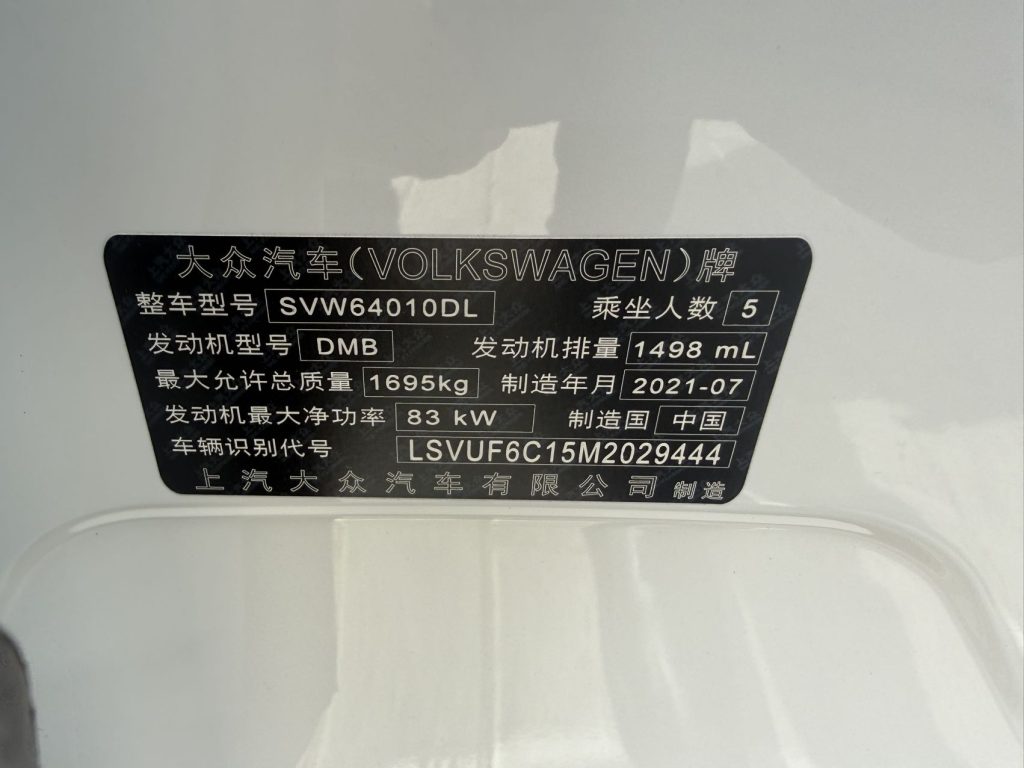 大众汽车(VOLKSWAGEN)牌
整车型号 SVW64010DL 乘坐人数 5
发动机型号 DMB 发动机排量 1498 mL
最大允许总质量 1695kg 制造年月 2021-07
发动机最大净功率 83 kW 制造国 中国
车辆识别代号 LSVUF6C15M2029444
上汽大众汽车有限公司 制造